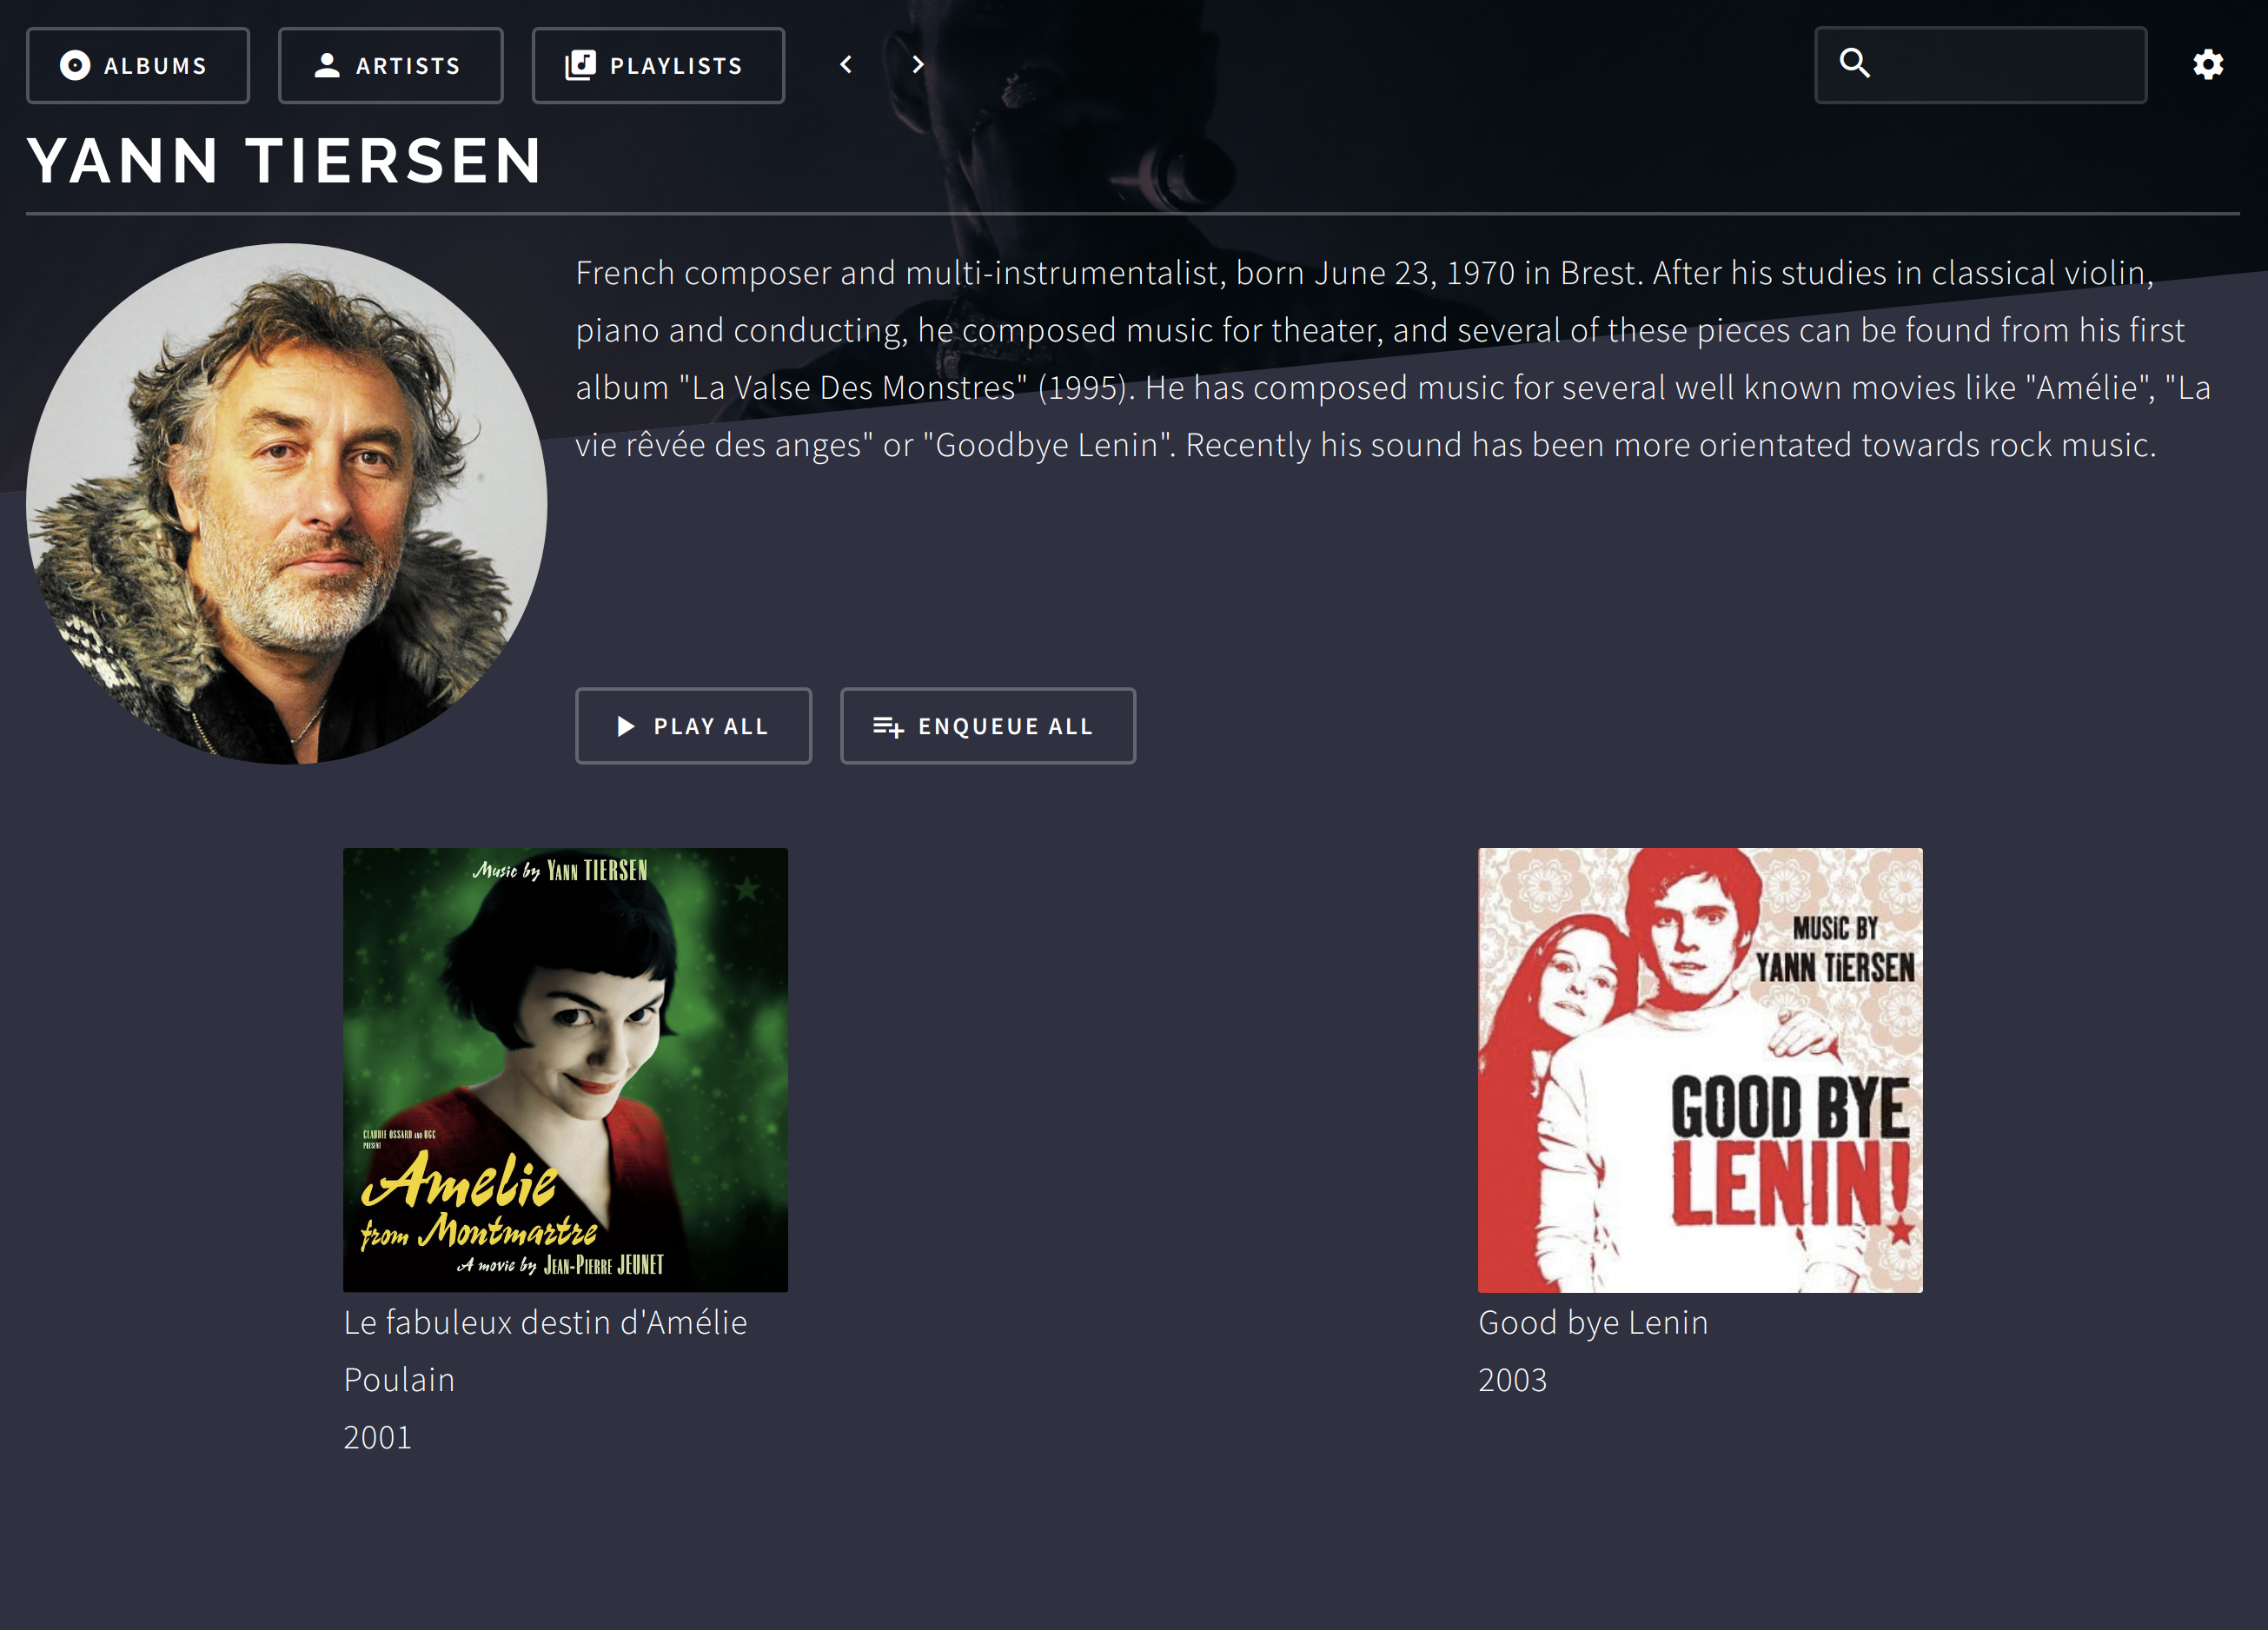 ALBUMS
ARTISTS
PLAYLISTS
YANN TIERSEN
French composer and multi-instrumentalist, born June 23, 1970 in Brest. After his studies in classical violin,
piano and conducting, he composed music for theater, and several of these pieces can be found from his first
album "La Valse Des Monstres" (1995). He has composed music for several well known movies like "Amélie", "La
vie rêvée des anges" or "Goodbye Lenin". Recently his sound has been more orientated towards rock music.
PLAY ALL
ENQUEUE ALL
Music by YANN TIERSEN
CLAUDIE OSSARD AND UGC
PRESENT
Amelie
from Montmartre
A movie by JEAN-PIERRE JEUNET
Le fabuleux destin d'Amélie
Poulain
2001
MUSiC BY
YANN TiERSEN
GOOD BYE
LENIN!
Good bye Lenin
2003